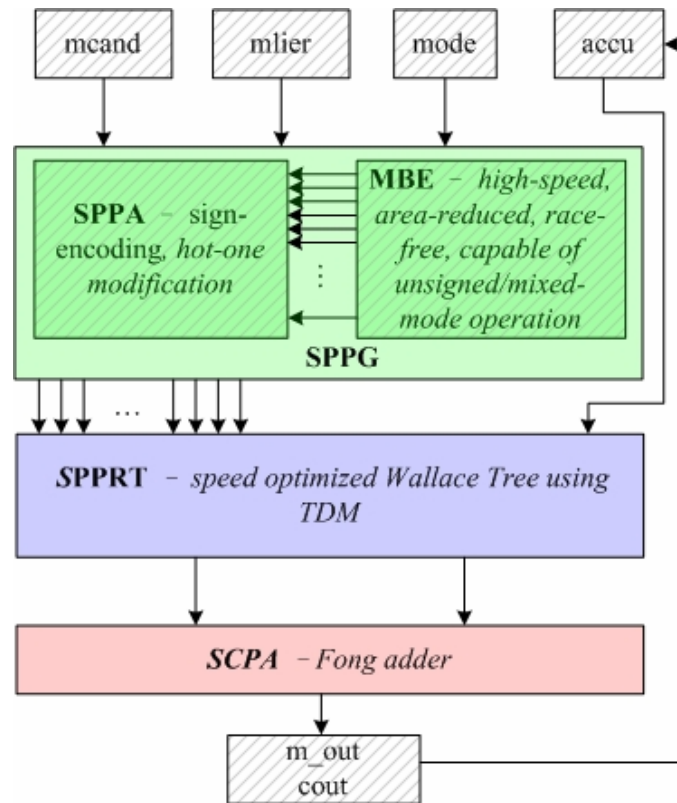 mcand
mlier
mode
accu
SPPA – sign-
encoding, hot-one
modification
MBE – high-speed,
area-reduced, race-
free, capable of
unsigned/mixed-
mode operation
...
SPPG
...
SPPRT – speed optimized Wallace Tree using
TDM
SCPA – Fong adder
m_out
cout